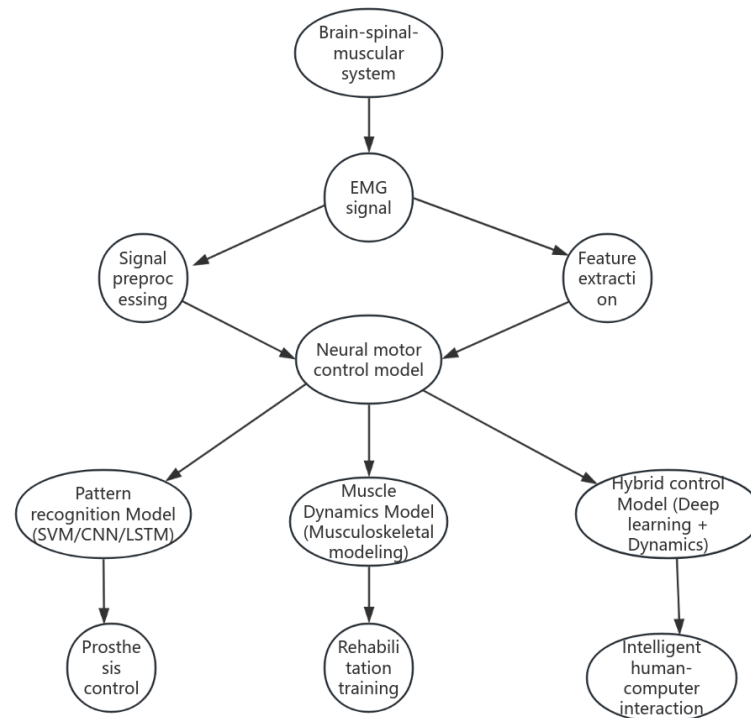 Brain-spinal-
muscular
system
EMG
signal
Signal
preproc
essing
Feature
extracti
on
Neural motor
control model
Pattern
recognition Model
(SVM/CNN/LSTM)
Muscle
Dynamics Model
(Musculoskeletal
modeling)
Hybrid control
Model (Deep
learning +
Dynamics)
Prosthe
sis
control
Rehabili
tation
training
Intelligent
human-
computer
interaction